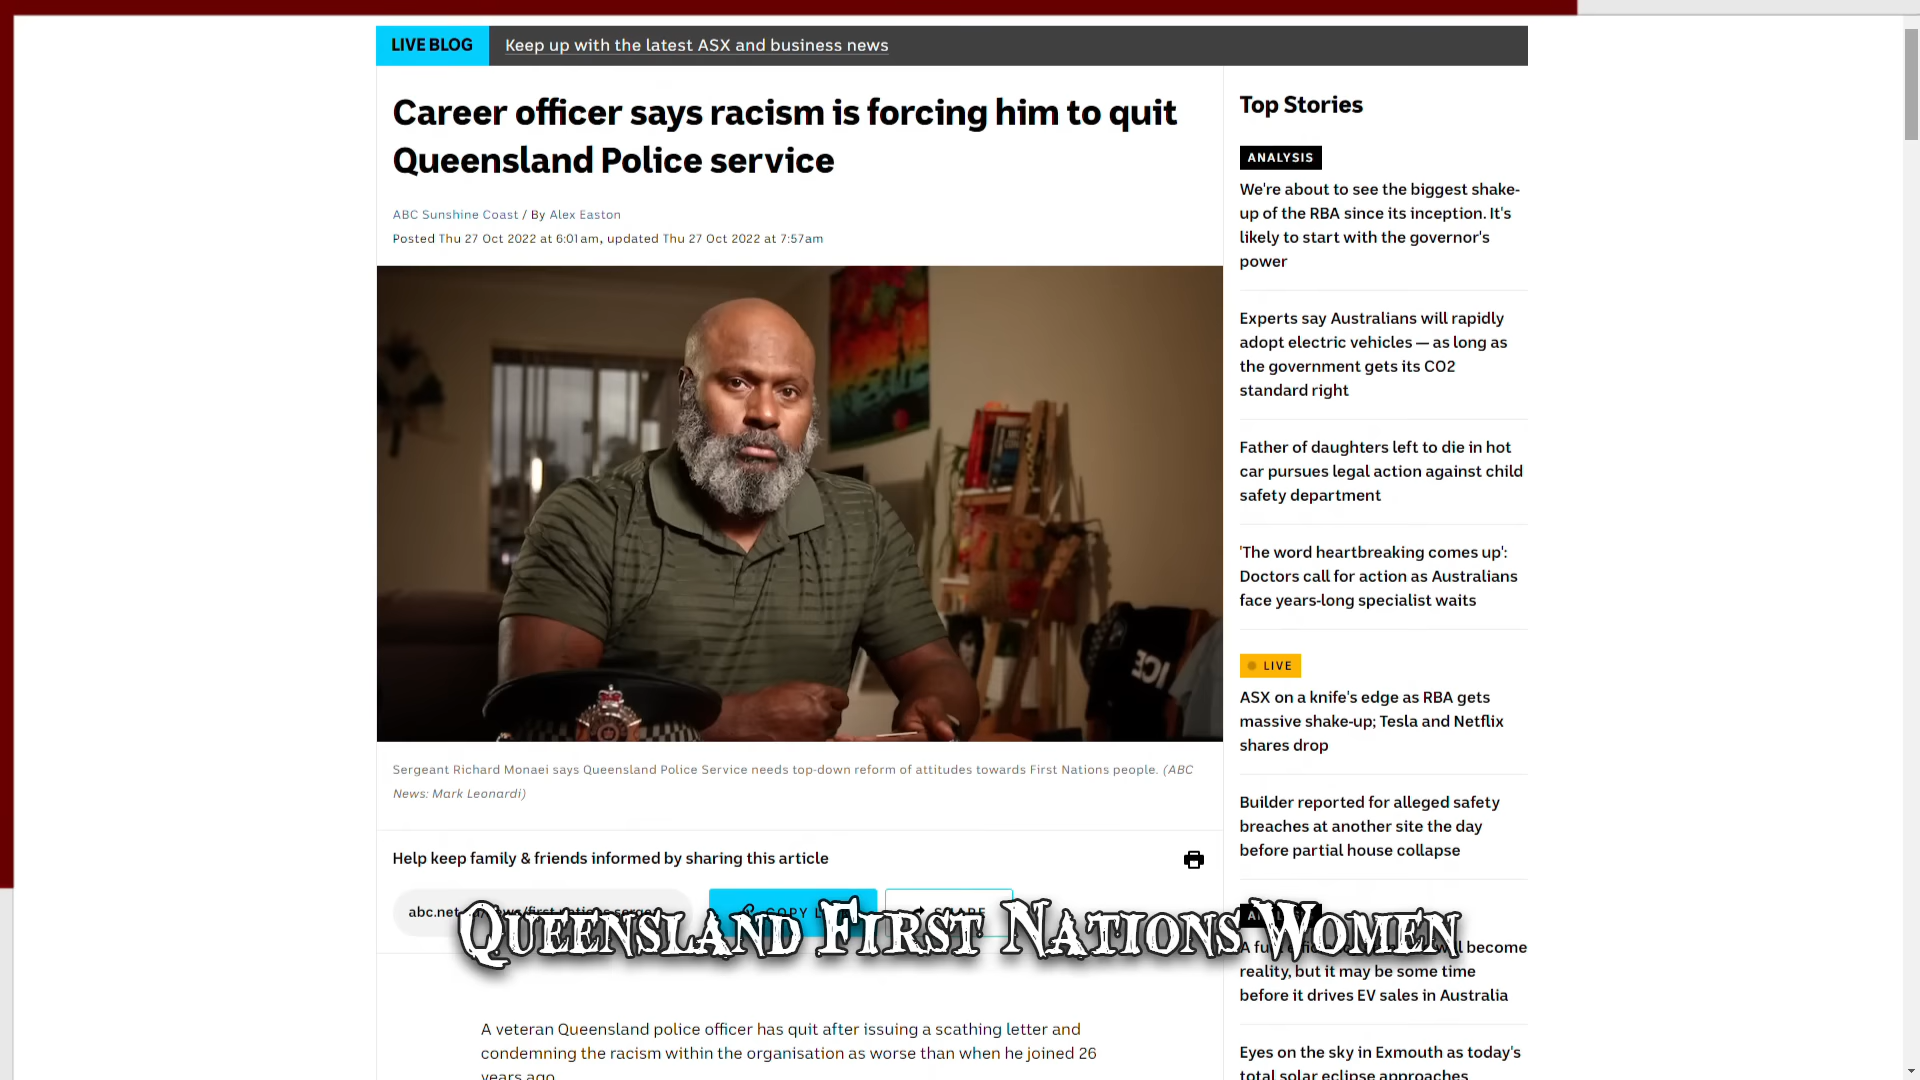 LIVE BLOG
Keep up with the latest ASX and business news
Career officer says racism is forcing him to quit
Queensland Police service
ABC Sunshine Coast / By Alex Easton
Posted Thu 27 Oct 2022 at 6:01am, updated Thu 27 Oct 2022 at 7:57am
ICE
Sergeant Richard Monaei says Queensland Police Service needs top-down reform of attitudes towards First Nations people. (ABC
News: Mark Leonardi)
Help keep family & friends informed by sharing this article
QUEENSLAND FIRST NATIONS WOMEN
A veteran Queensland police officer has quit after issuing a scathing letter and
condemning the racism within the organisation as worse than when he joined 26
years ago.
Top Stories
ANALYSIS
We're about to see the biggest shake-
up of the RBA since its inception. It's
likely to start with the governor's
power
Experts say Australians will rapidly
adopt electric vehicles — as long as
the government gets its CO2
standard right
Father of daughters left to die in hot
car pursues legal action against child
safety department
'The word heartbreaking comes up':
Doctors call for action as Australians
face years-long specialist waits
LIVE
ASX on a knife's edge as RBA gets
massive shake-up; Tesla and Netflix
shares drop
Builder reported for alleged safety
breaches at another site the day
before partial house collapse
become
reality, but it may be some time
before it drives EV sales in Australia
Eyes on the sky in Exmouth as today's
total solar eclipse approaches